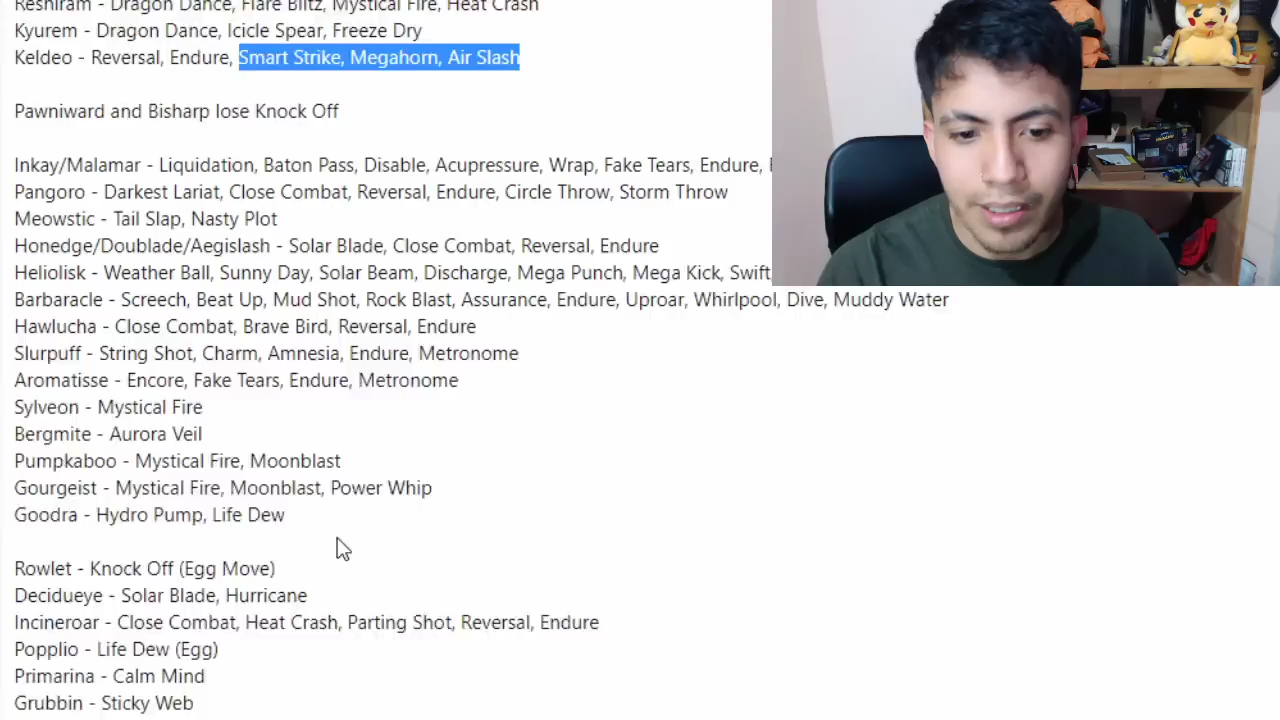 Reshiram - Dragon Dance, Flare Blitz, Mystical Fire, Heat Crash
Kyurem - Dragon Dance, Icicle Spear, Freeze Dry
Keldeo - Reversal, Endure, Smart Strike, Megahorn, Air Slash
Pawniward and Bisharp lose Knock Off
Inkay/Malamar - Liquidation, Baton Pass, Disable, Acupressure, Wrap, Fake Tears, Endure,
Pangoro - Darkest Lariat, Close Combat, Reversal, Endure, Circle Throw, Storm Throw
Meowstic - Tail Slap, Nasty Plot
Honedge/Doublade/Aegislash - Solar Blade, Close Combat, Reversal, Endure
Heliolisk - Weather Ball, Sunny Day, Solar Beam, Discharge, Mega Punch, Mega Kick, Swift,
Barbaracle - Screech, Beat Up, Mud Shot, Rock Blast, Assurance, Endure, Uproar, Whirlpool, Dive, Muddy Water
Hawlucha - Close Combat, Brave Bird, Reversal, Endure
Slurpuff - String Shot, Charm, Amnesia, Endure, Metronome
Aromatisse - Encore, Fake Tears, Endure, Metronome
Sylveon - Mystical Fire
Bergmite - Aurora Veil
Pumpkaboo - Mystical Fire, Moonblast
Gourgeist - Mystical Fire, Moonblast, Power Whip
Goodra - Hydro Pump, Life Dew
Rowlet - Knock Off (Egg Move)
Decidueye - Solar Blade, Hurricane
Incineroar - Close Combat, Heat Crash, Parting Shot, Reversal, Endure
Popplio - Life Dew (Egg)
Primarina - Calm Mind
Grubbin - Sticky Web